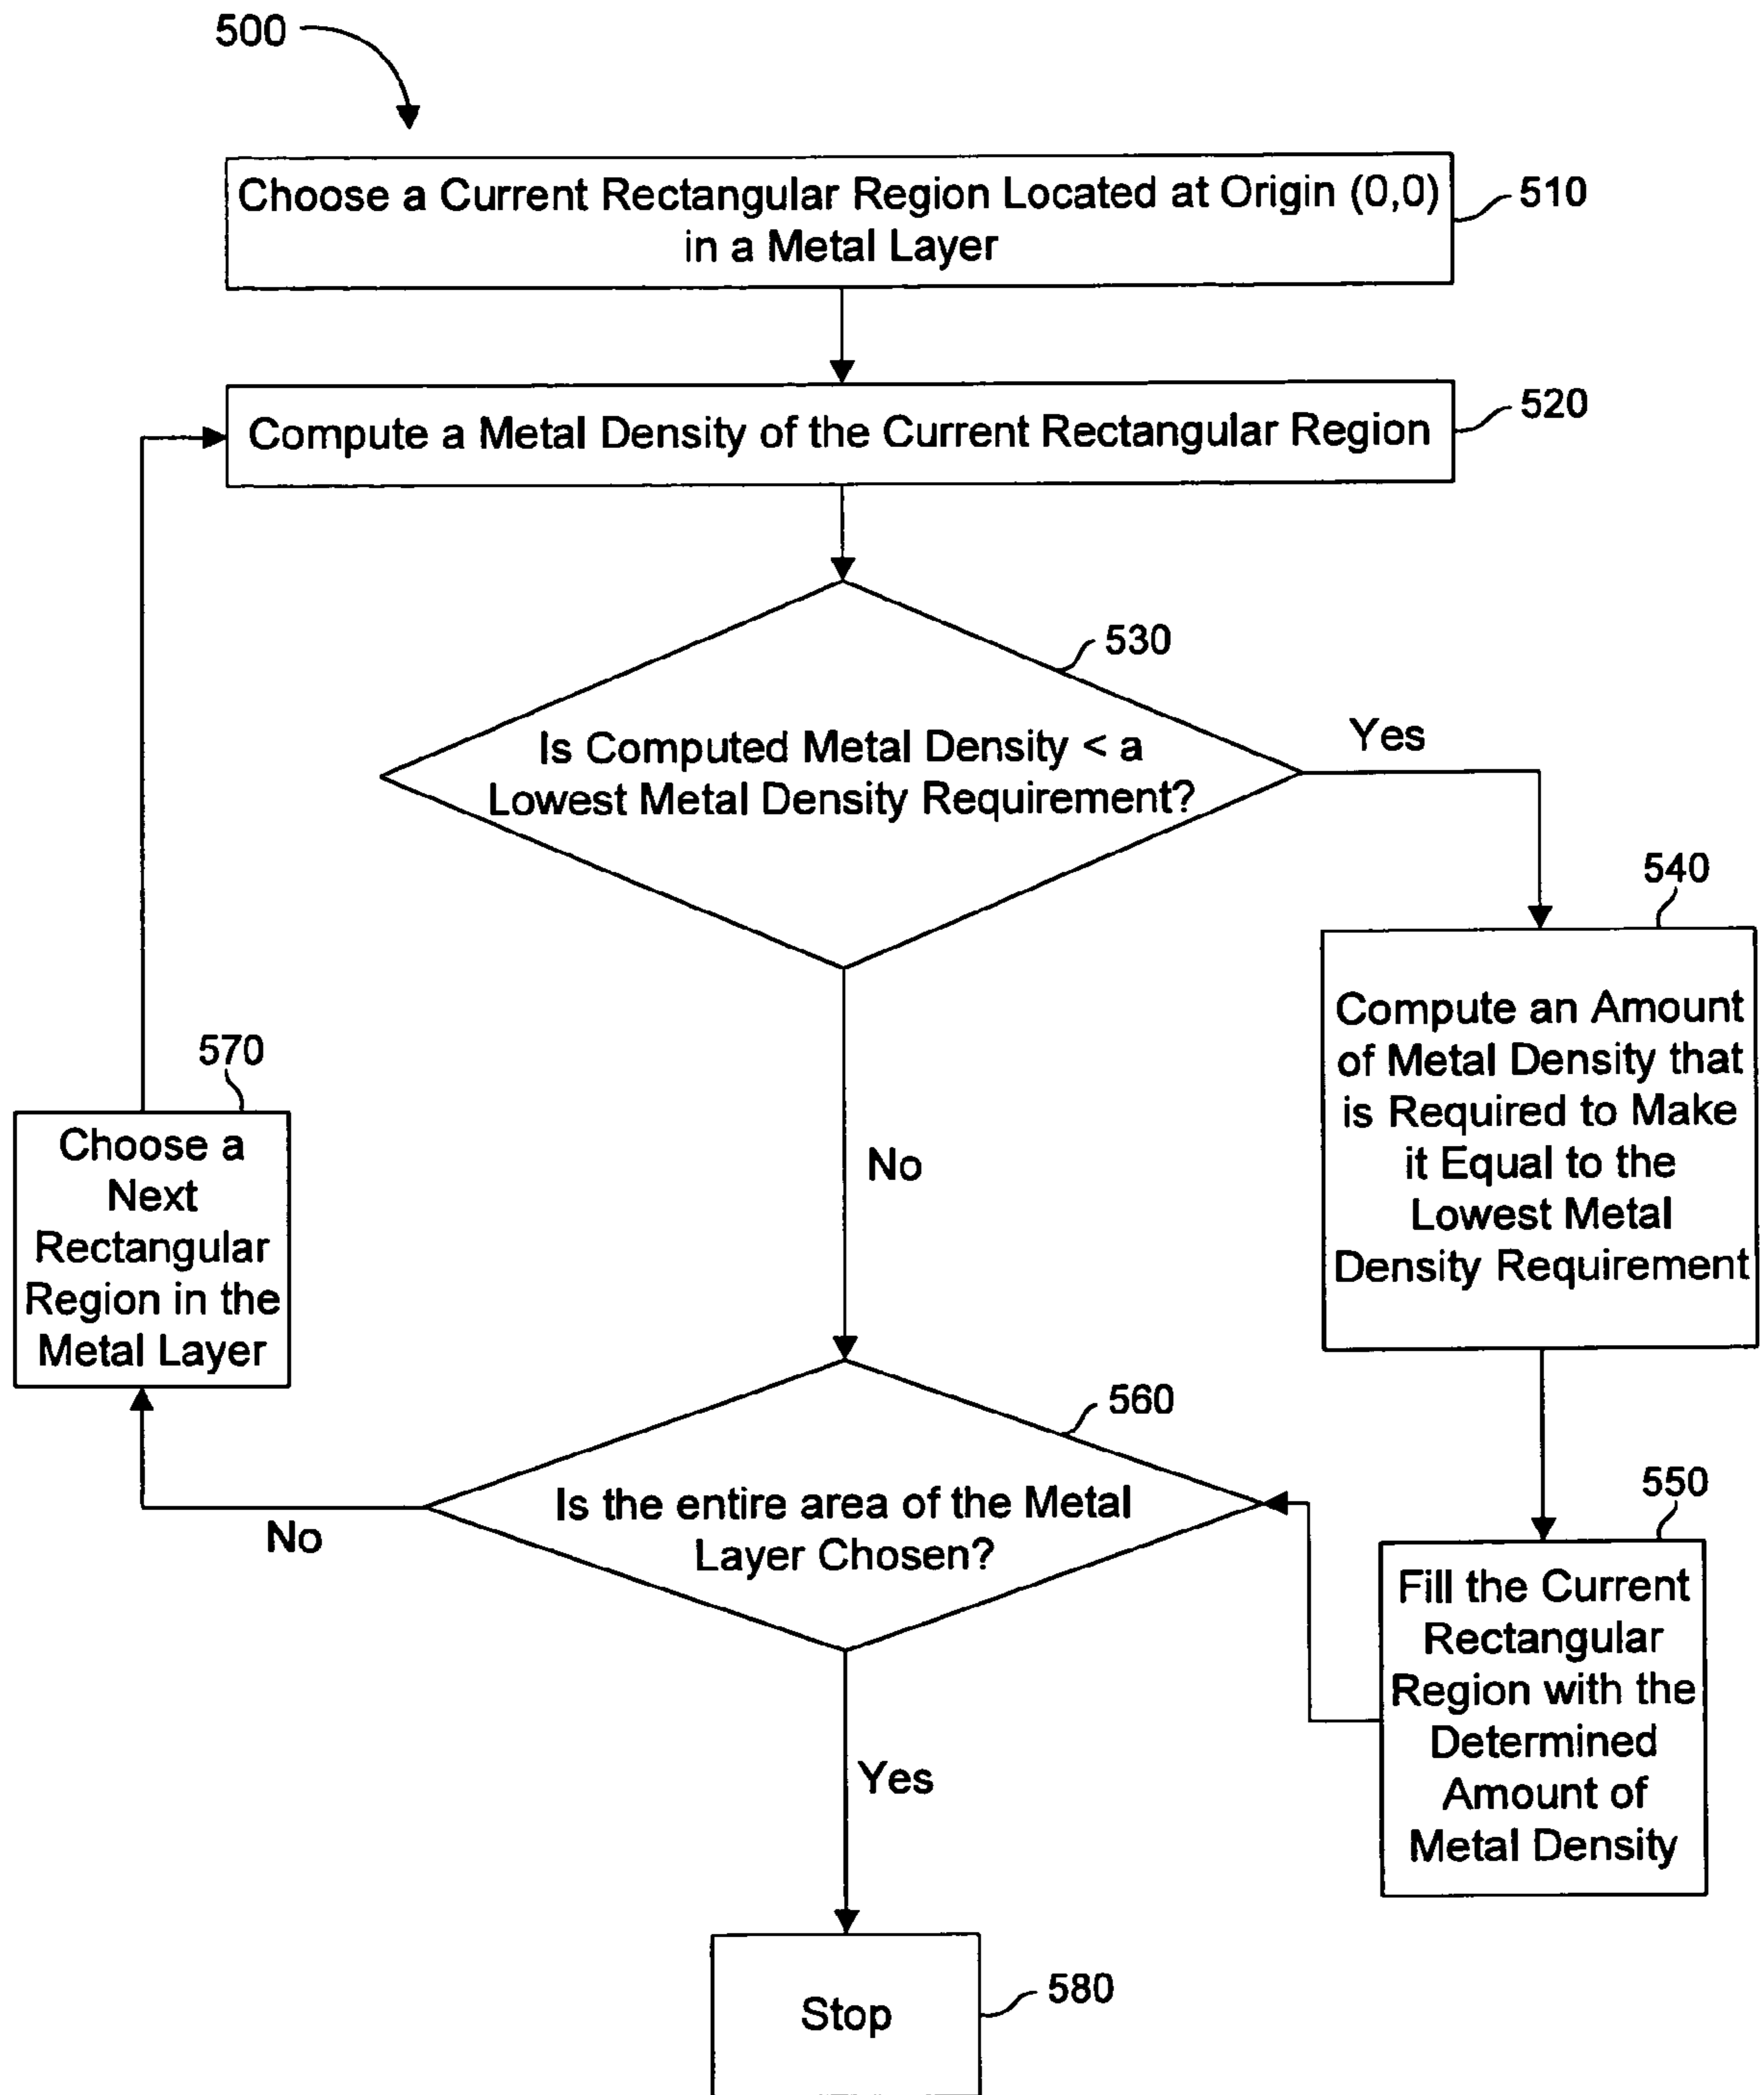 500
Choose a Current Rectangular Region Located at Origin (0,0)
in a Metal Layer
510
Compute a Metal Density of the Current Rectangular Region
520
530
Is Computed Metal Density < a
Lowest Metal Density Requirement?
Yes
540
Compute an Amount
of Metal Density that
is Required to Make
it Equal to the
Lowest Metal
Density Requirement
No
570
Choose a
Next
Rectangular
Region in the
Metal Layer
560
Is the entire area of the Metal
Layer Chosen?
No
550
Fill the Current
Rectangular
Region with the
Determined
Amount of
Metal Density
Yes
Stop
580